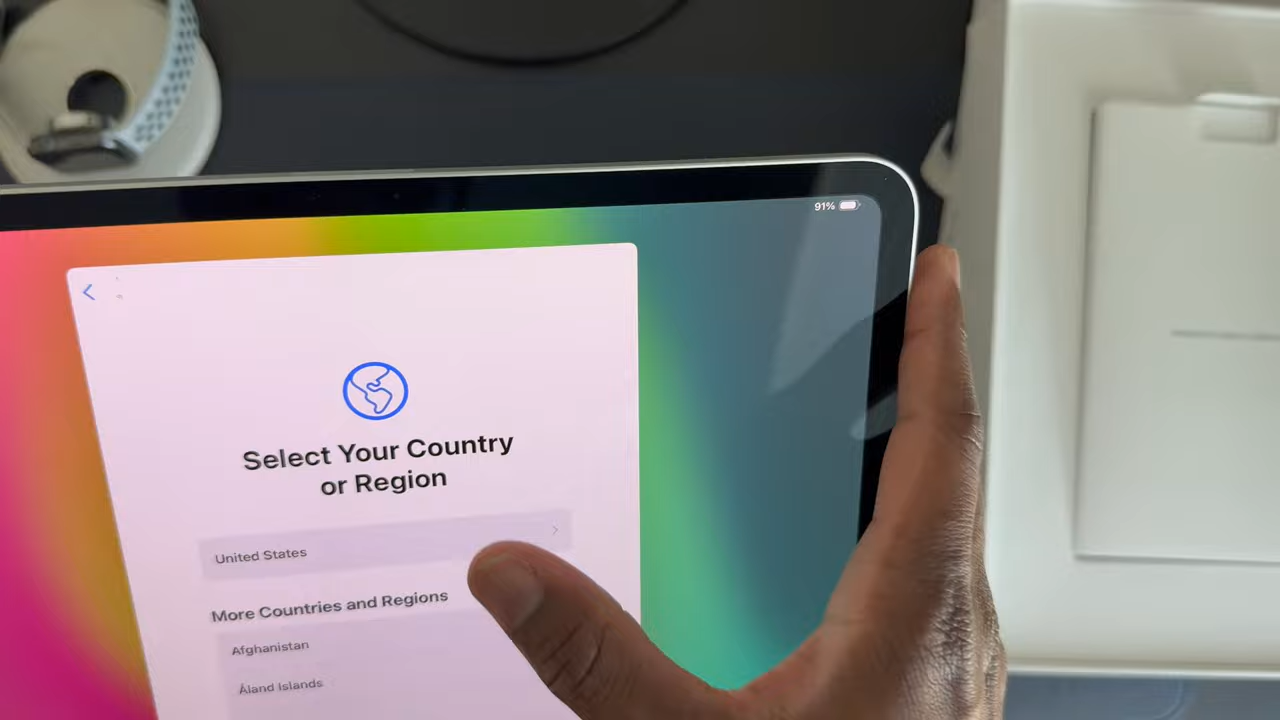 91%
Select Your Country
or Region
United States
More Countries and Regions
Afghanistan
Åland Islands